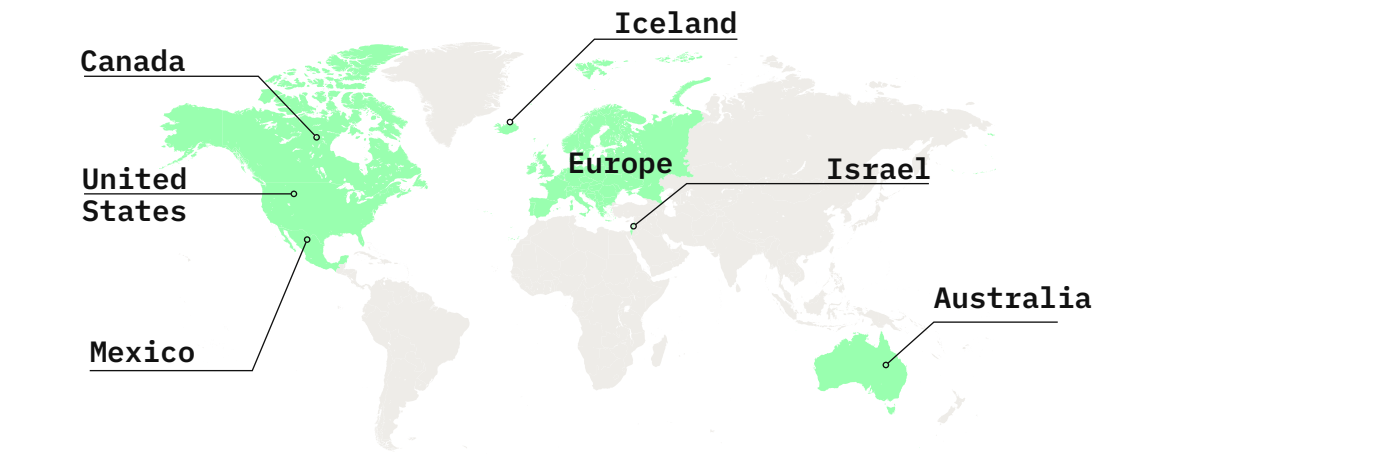 Iceland
Canada
Europe
Israel
United
States
Australia
Mexico